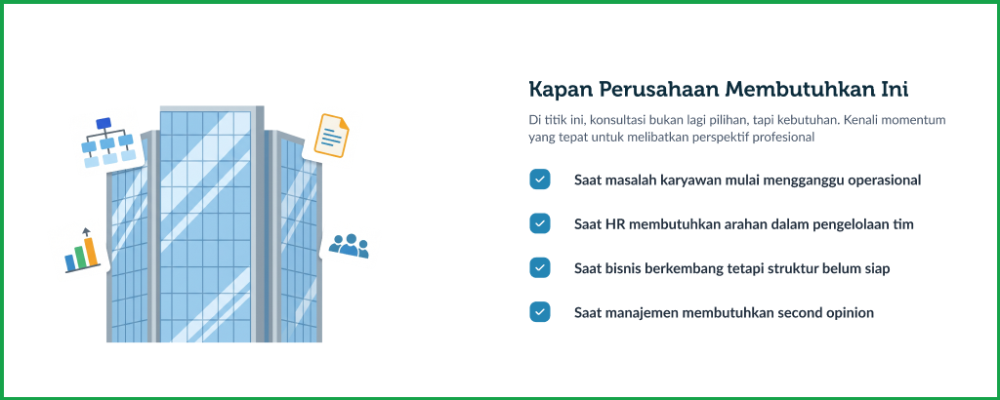 Kapan Perusahaan Membutuhkan Ini
Di titik ini, konsultasi bukan lagi pilihan, tapi kebutuhan. Kenali momentum
yang tepat untuk melibatkan perspektif profesional
Saat masalah karyawan mulai mengganggu operasional
Saat HR membutuhkan arahan dalam pengelolaan tim
Saat bisnis berkembang tetapi struktur belum siap
Saat manajemen membutuhkan second opinion